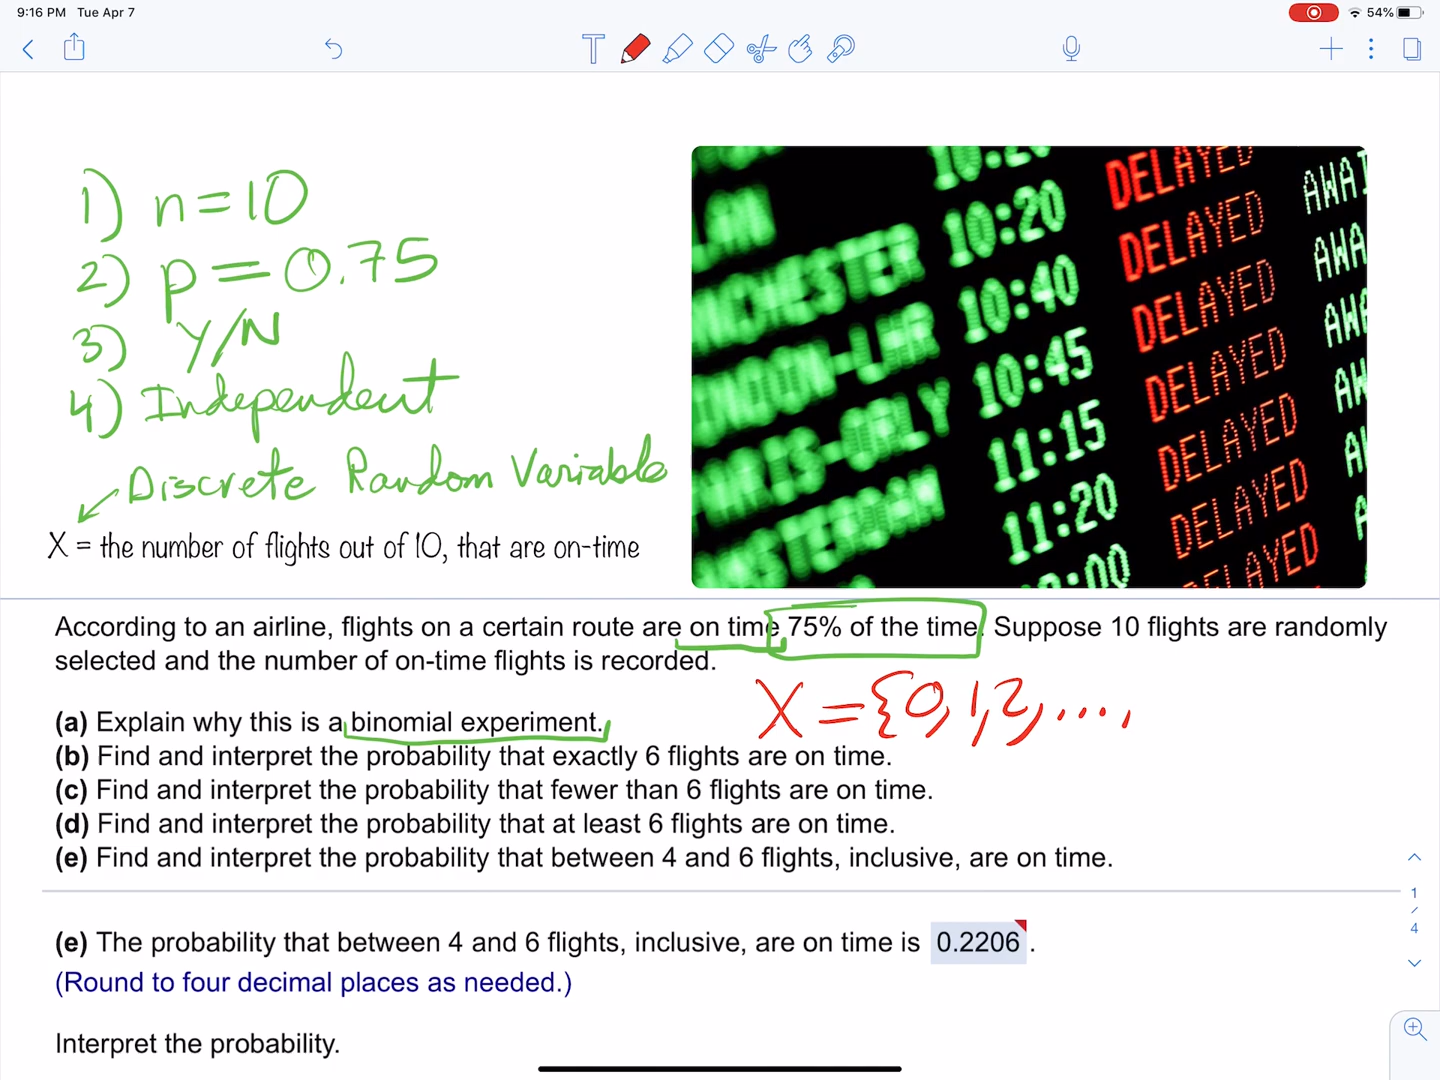 9:16 PM Tue Apr 7
54%
T
1) n=10
2) p=0.75
3) Y/N
4) Independent
Discrete Random Variable
X = the number of flights out of 10, that are on-time
10:20
10:40
10:45
11:15
11:20
DELAYED
DELAYED
DELAYED
DELAYED
DELAYED
DELAYED
DELAYED
According to an airline, flights on a certain route are on time 75% of the time. Suppose 10 flights are randomly
selected and the number of on-time flights is recorded.
X = {0, 1, 2, ...,
(a) Explain why this is a binomial experiment.
(b) Find and interpret the probability that exactly 6 flights are on time.
(c) Find and interpret the probability that fewer than 6 flights are on time.
(d) Find and interpret the probability that at least 6 flights are on time.
(e) Find and interpret the probability that between 4 and 6 flights, inclusive, are on time.
1
/
4
(e) The probability that between 4 and 6 flights, inclusive, are on time is 0.2206.
(Round to four decimal places as needed.)
Interpret the probability.